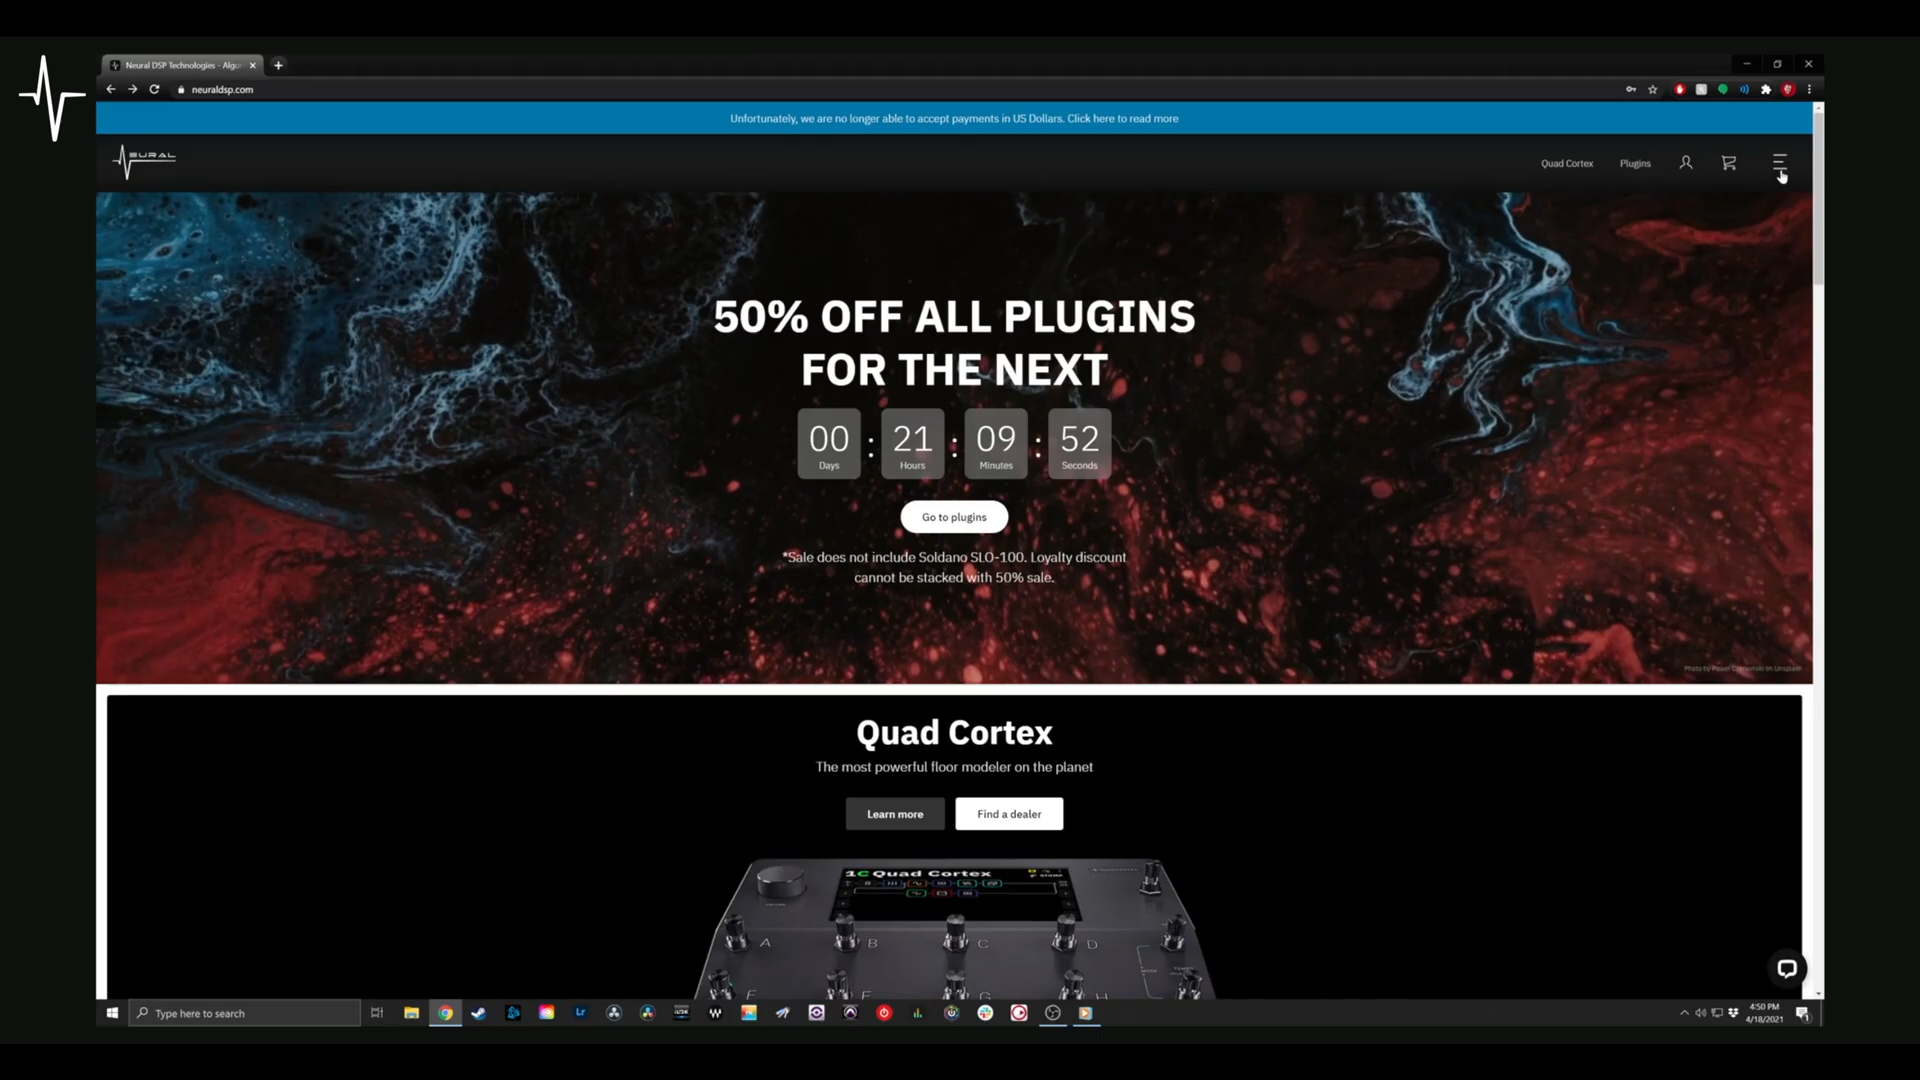 Neural DSP Technologies - Algo
neuraldsp.com
Unfortunately, we are no longer able to accept payments in US Dollars. Click here to read more
EURAL
Quad Cortex
Plugins
50% OFF ALL PLUGINS
FOR THE NEXT
00 : 21 : 09 : 52
Days Hours Minutes Seconds
Go to plugins
*Sale does not include Soldano SLO-100. Loyalty discount
cannot be stacked with 50% sale.
Quad Cortex
The most powerful floor modeler on the planet
Learn more
Find a dealer
1C Quad Cortex
A B C D
E F G H
Type here to search
Lr
4:50 PM
4/18/2021